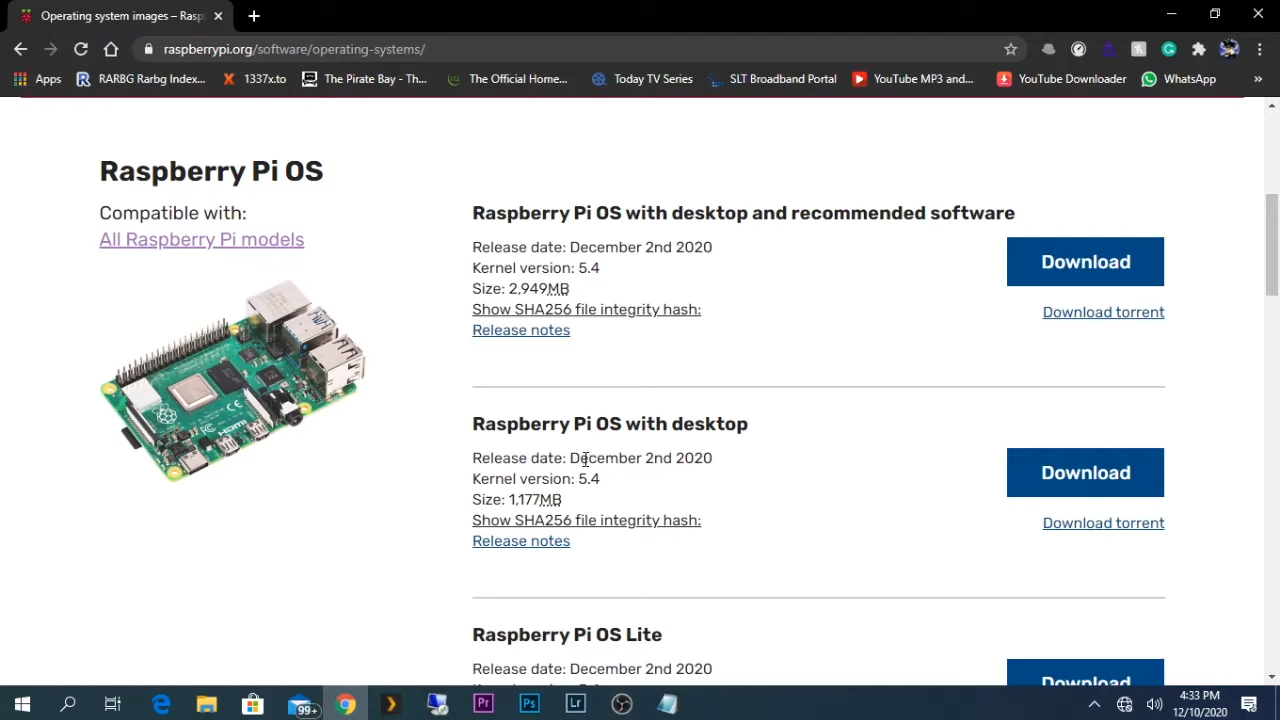 Operating system images – Rasp
raspberrypi.org/software/operating-systems/
Apps
RARBG Rarbg Index...
1337x.to
The Pirate Bay - Th...
The Official Home...
Today TV Series
SLT Broadband Portal
YouTube MP3 and...
YouTube Downloader
WhatsApp
»
Raspberry Pi OS
Compatible with:
All Raspberry Pi models
Raspberry Pi OS with desktop and recommended software
Release date: December 2nd 2020
Kernel version: 5.4
Size: 2,949MB
Show SHA256 file integrity hash:
Release notes
Download
Download torrent
Raspberry Pi OS with desktop
Release date: December 2nd 2020
Kernel version: 5.4
Size: 1,177MB
Show SHA256 file integrity hash:
Release notes
Download
Download torrent
Raspberry Pi OS Lite
Release date: December 2nd 2020
Download
HDMI
99+
Pr
Ps
Lr
4:33 PM
12/10/2020